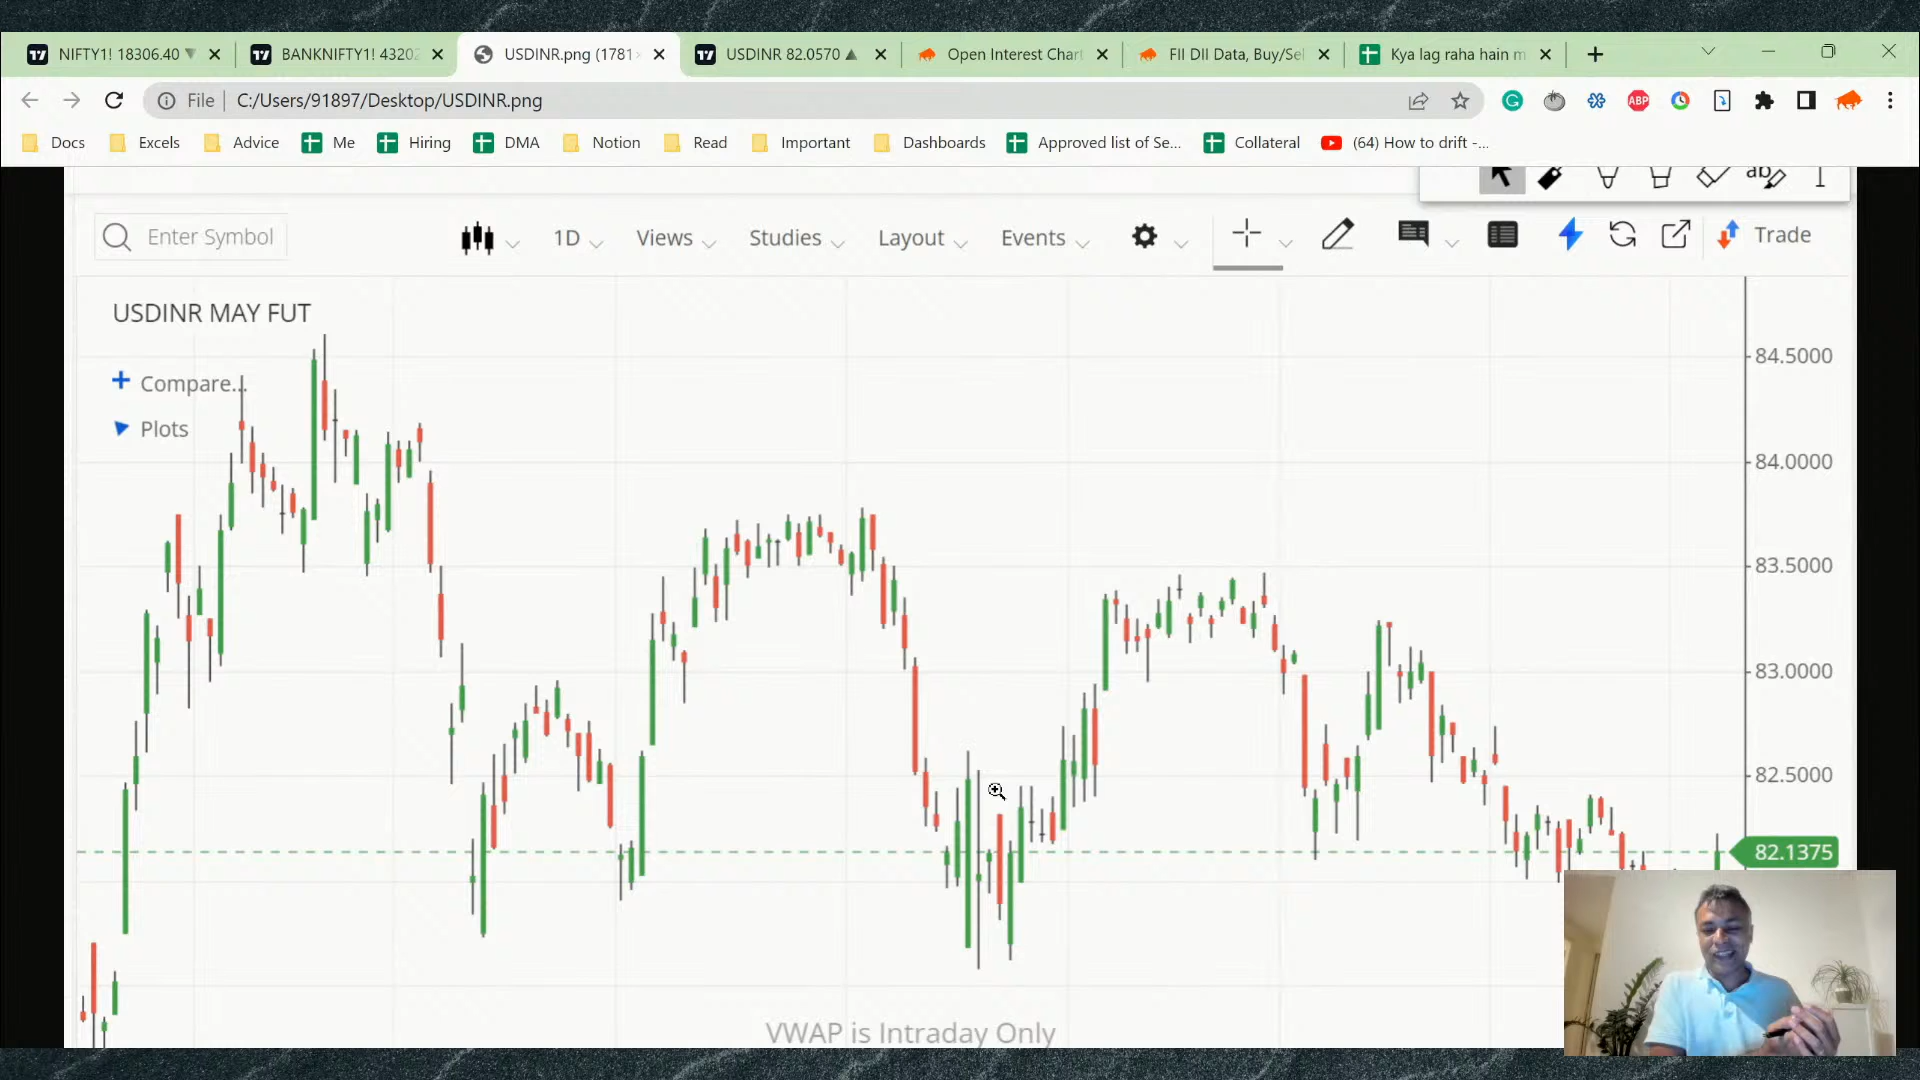 NIFTY1! 18306.40 ▼
BANKNIFTY1! 4320
USDINR.png (1781
USDINR 82.0570 ▲
Open Interest Chart
FII DII Data, Buy/Sel
Kya lag raha hain m
File
C:/Users/91897/Desktop/USDINR.png
ABP
Docs
Excels
Advice
Me
Hiring
DMA
Notion
Read
Important
Dashboards
Approved list of Se...
Collateral
(64) How to drift -...
Enter Symbol
1D
Views
Studies
Layout
Events
Trade
USDINR MAY FUT
Compare...
Plots
84.5000
84.0000
83.5000
83.0000
82.5000
82.1375
VWAP is Intraday Only